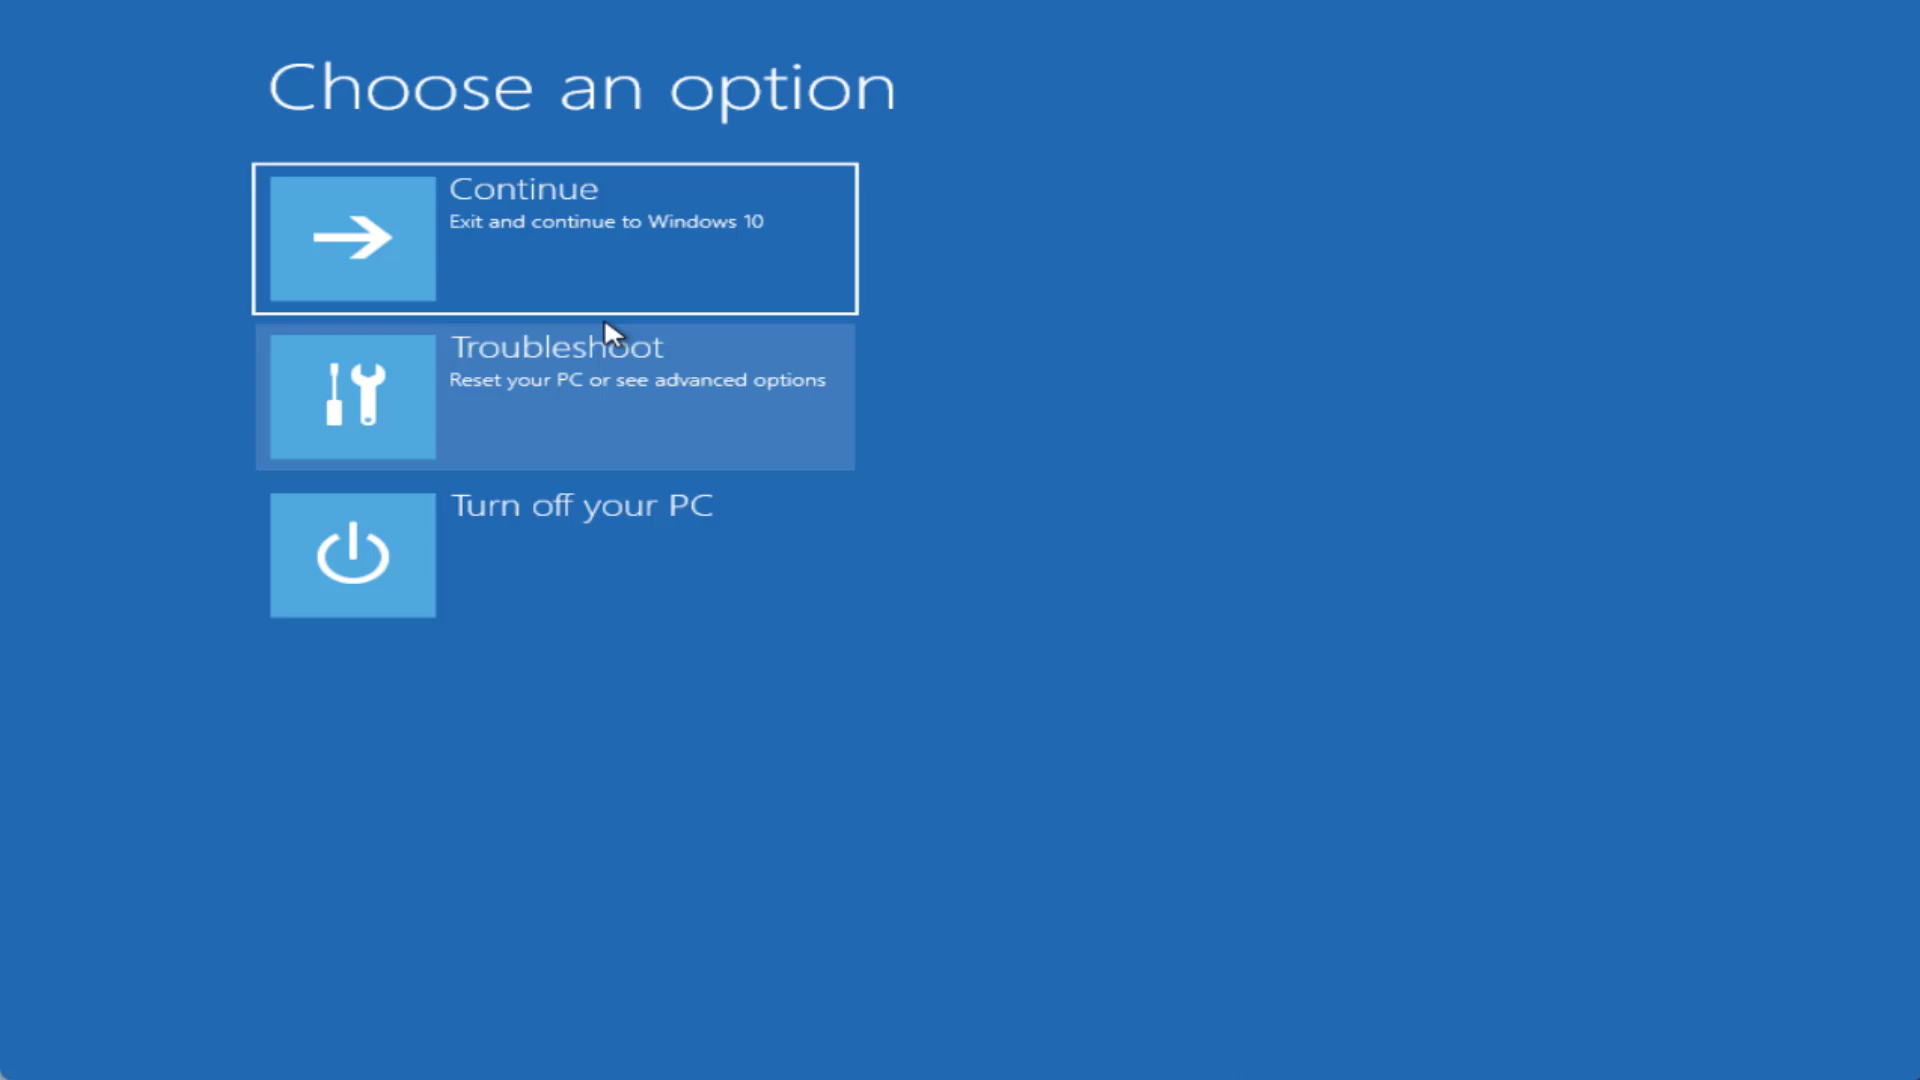 Choose an option
Continue
Exit and continue to Windows 10
Troubleshoot
Reset your PC or see advanced options
Turn off your PC